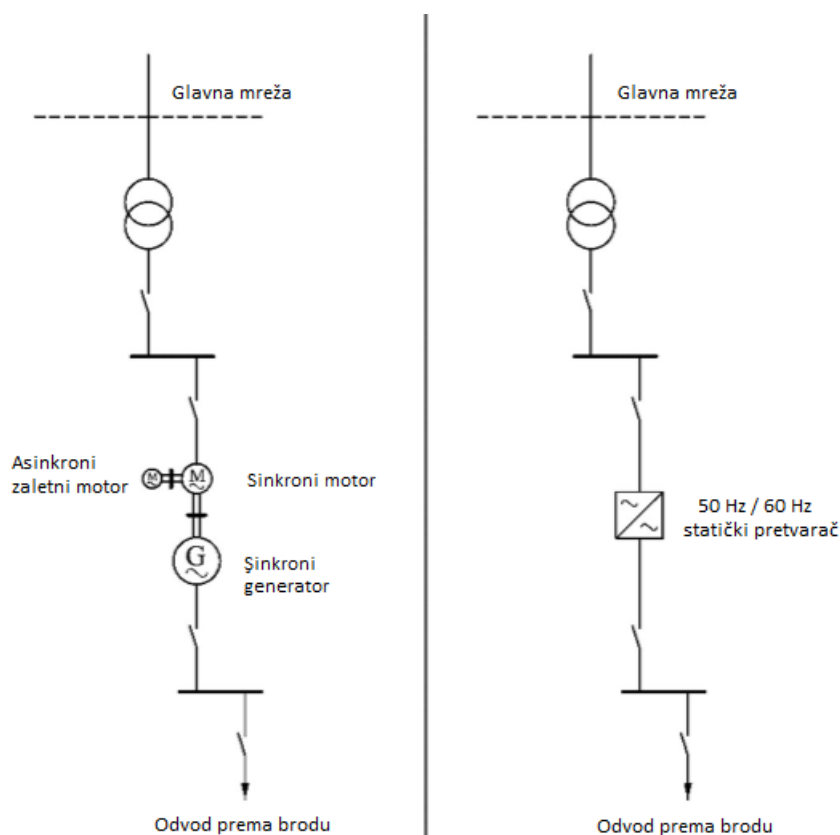 Glavna mreža
Asinkroni
zaletni motor
M
M
Sinkroni motor
G
Şinkroni
generator
Odvod prema brodu
Glavna mreža
50 Hz / 60 Hz
statički pretvarač
Odvod prema brodu